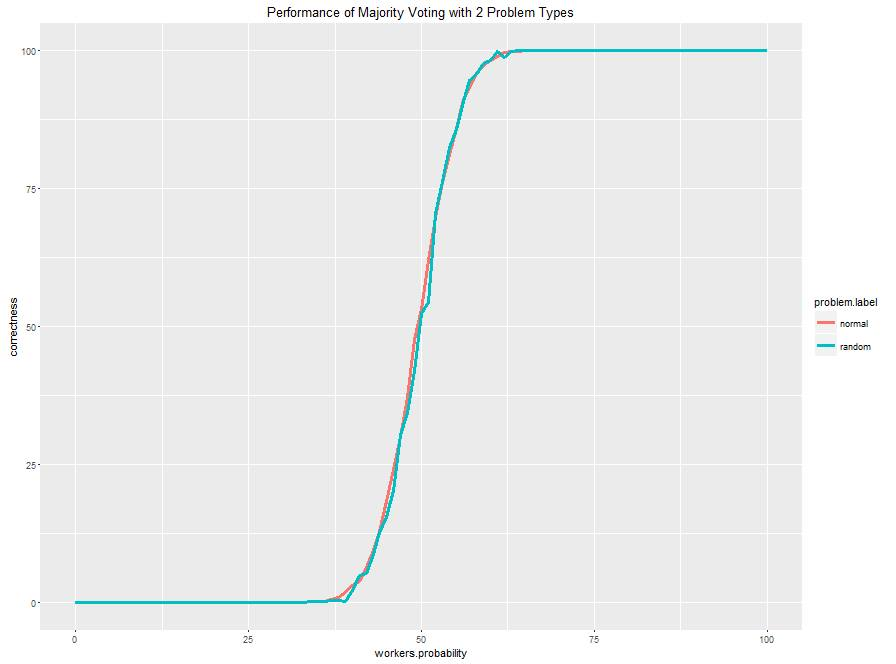 Performance of Majority Voting with 2 Problem Types
100
75
50
25
0
correctness
0 25 50 75 100
workers.probability
problem.label
normal
random